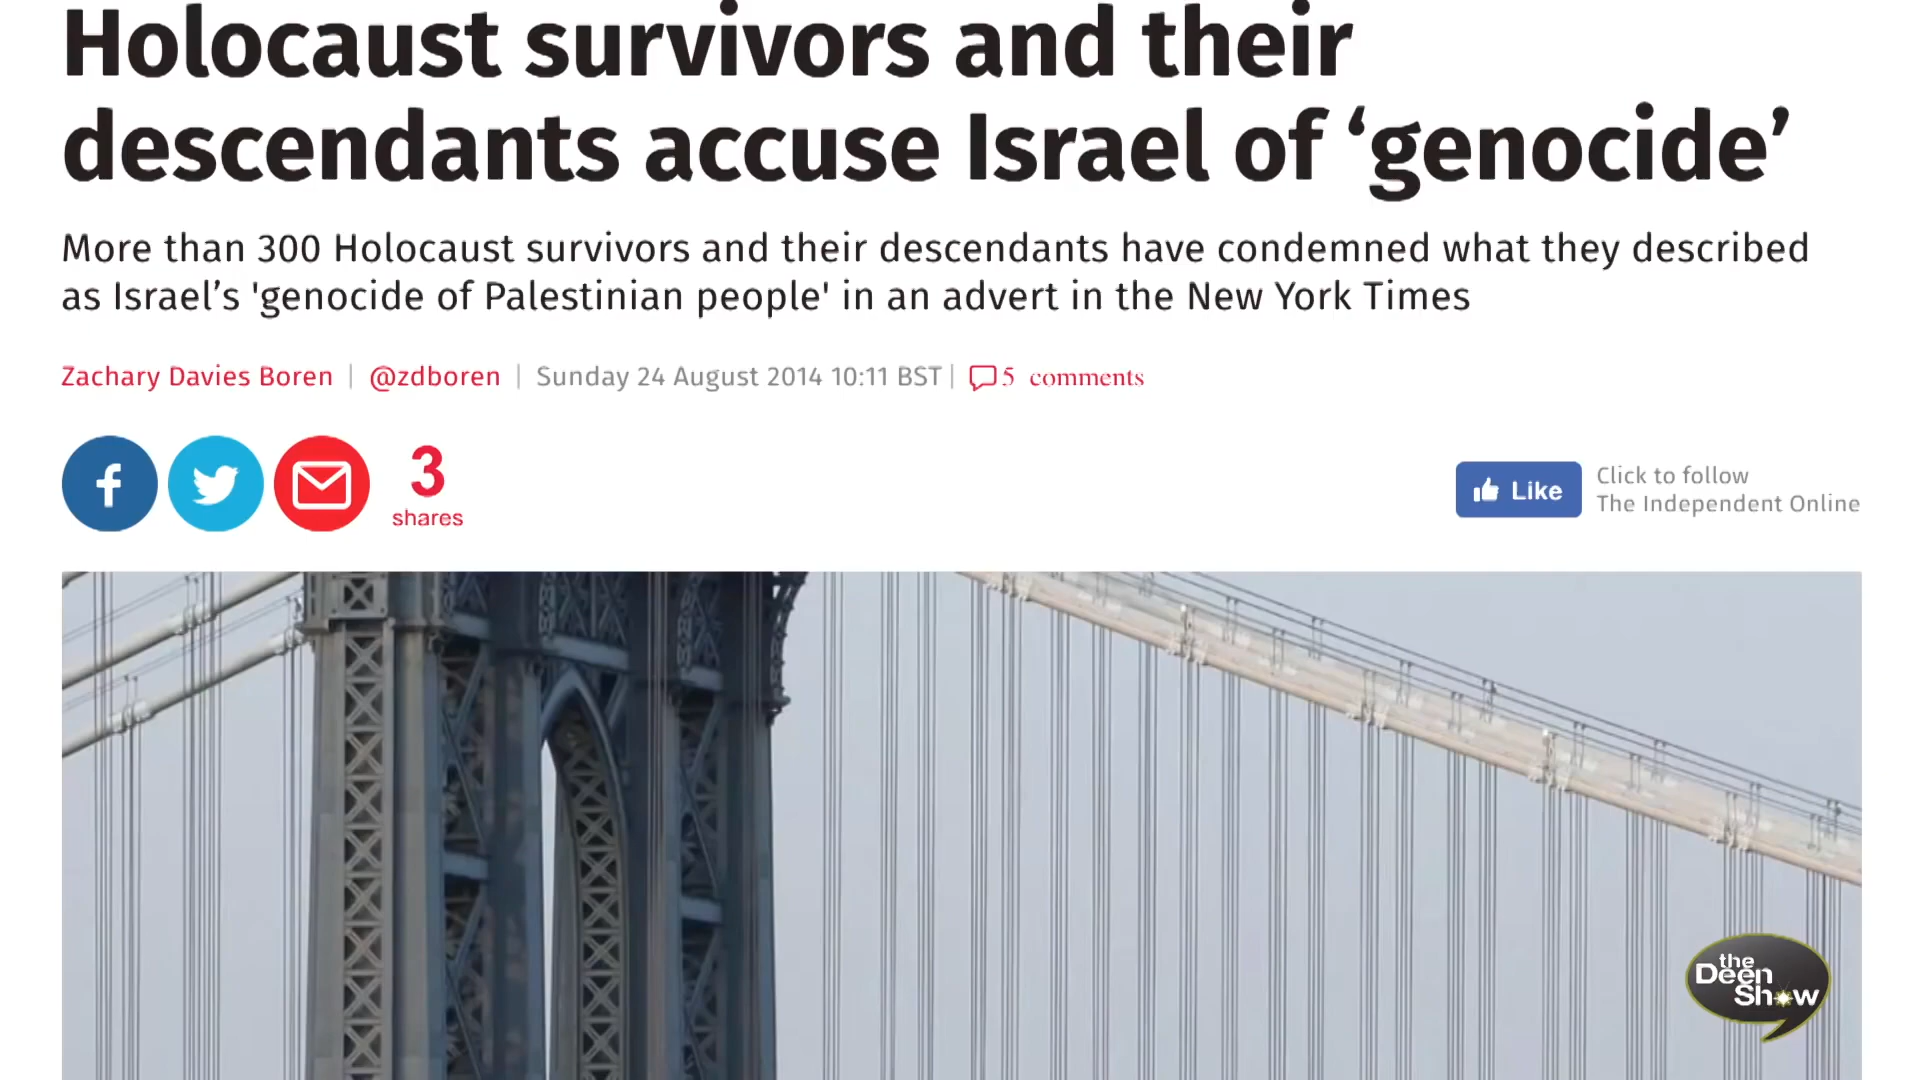 Holocaust survivors and their
descendants accuse Israel of ‘genocide’
More than 300 Holocaust survivors and their descendants have condemned what they described
as Israel’s 'genocide of Palestinian people' in an advert in the New York Times
Zachary Davies Boren | @zdboren | Sunday 24 August 2014 10:11 BST | 5 comments
3
shares
Like
Click to follow
The Independent Online
the
Deen
Show